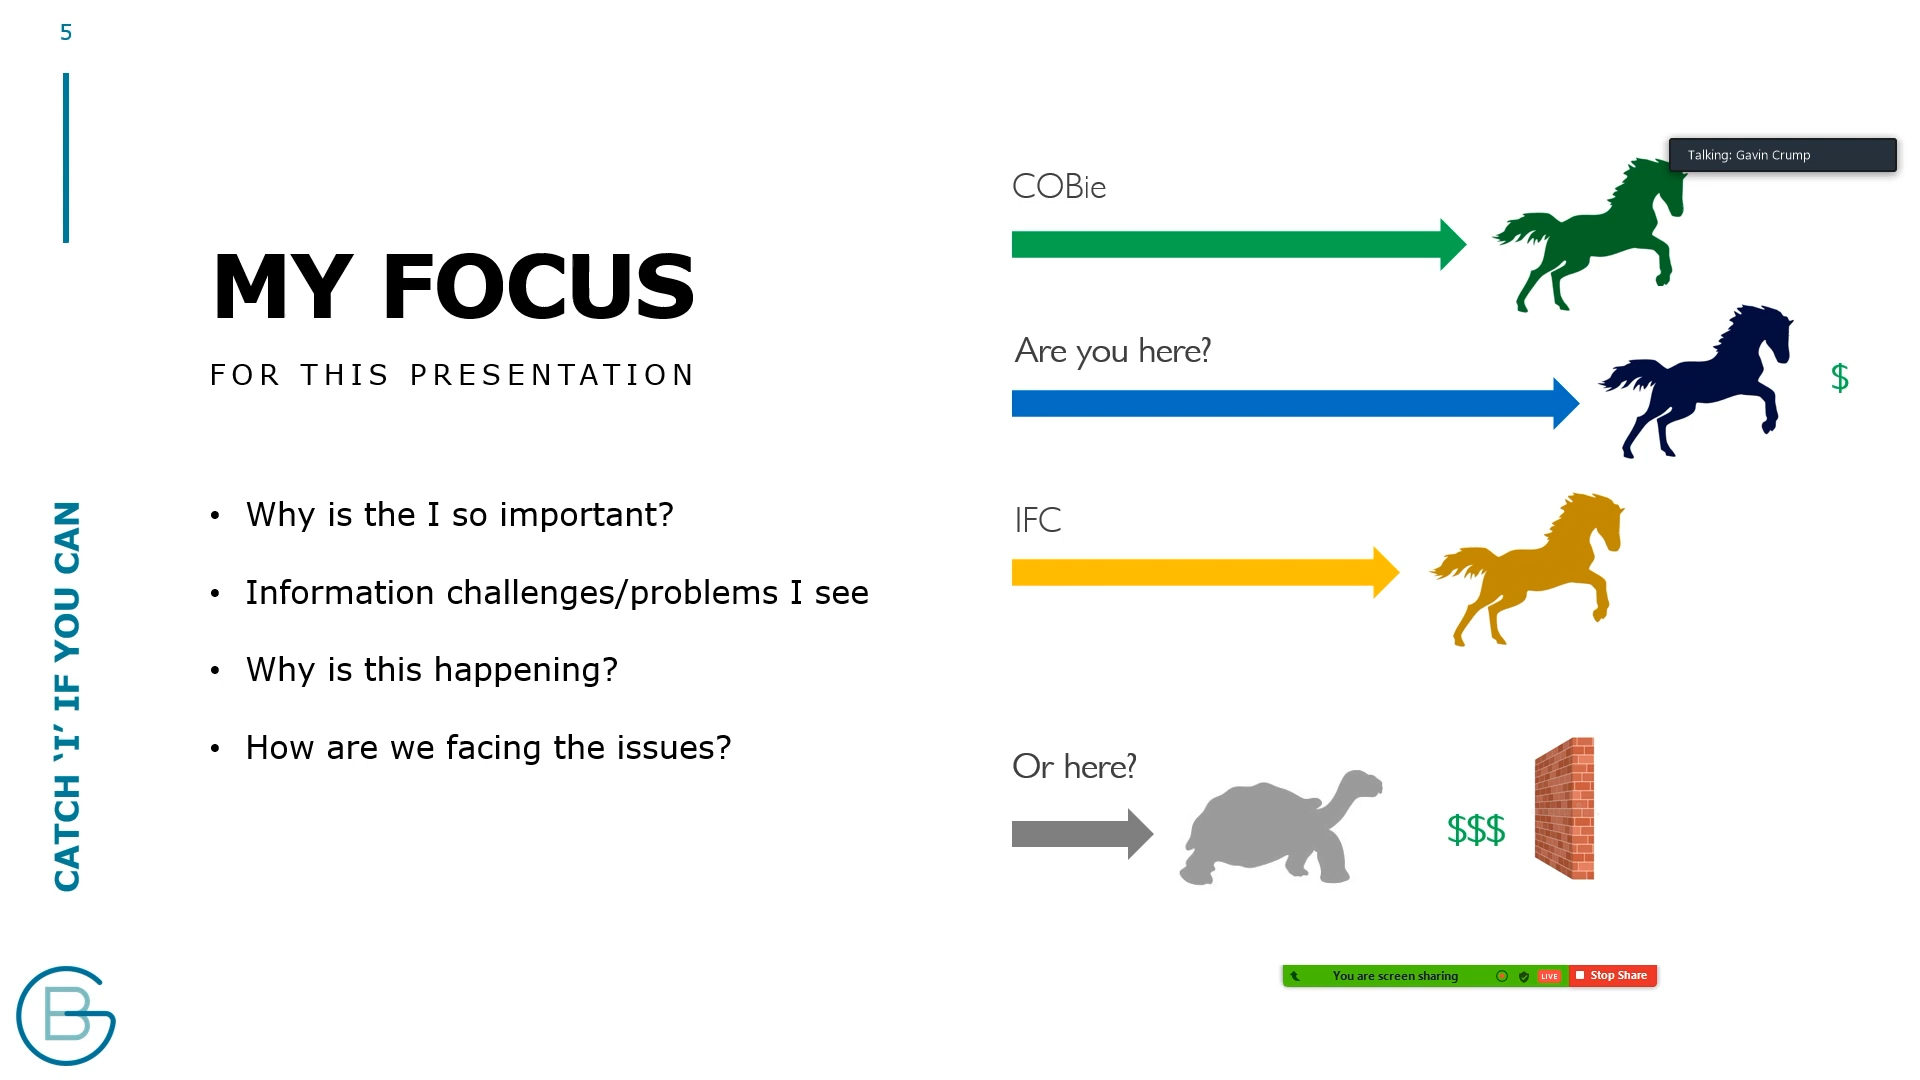 5
MY FOCUS
FOR THIS PRESENTATION
• Why is the I so important?
• Information challenges/problems I see
• Why is this happening?
• How are we facing the issues?
CATCH ‘I’ IF YOU CAN
BG
Talking: Gavin Crump
COBie
Are you here?
$
IFC
Or here?
$$$
You are screen sharing
LIVE
Stop Share